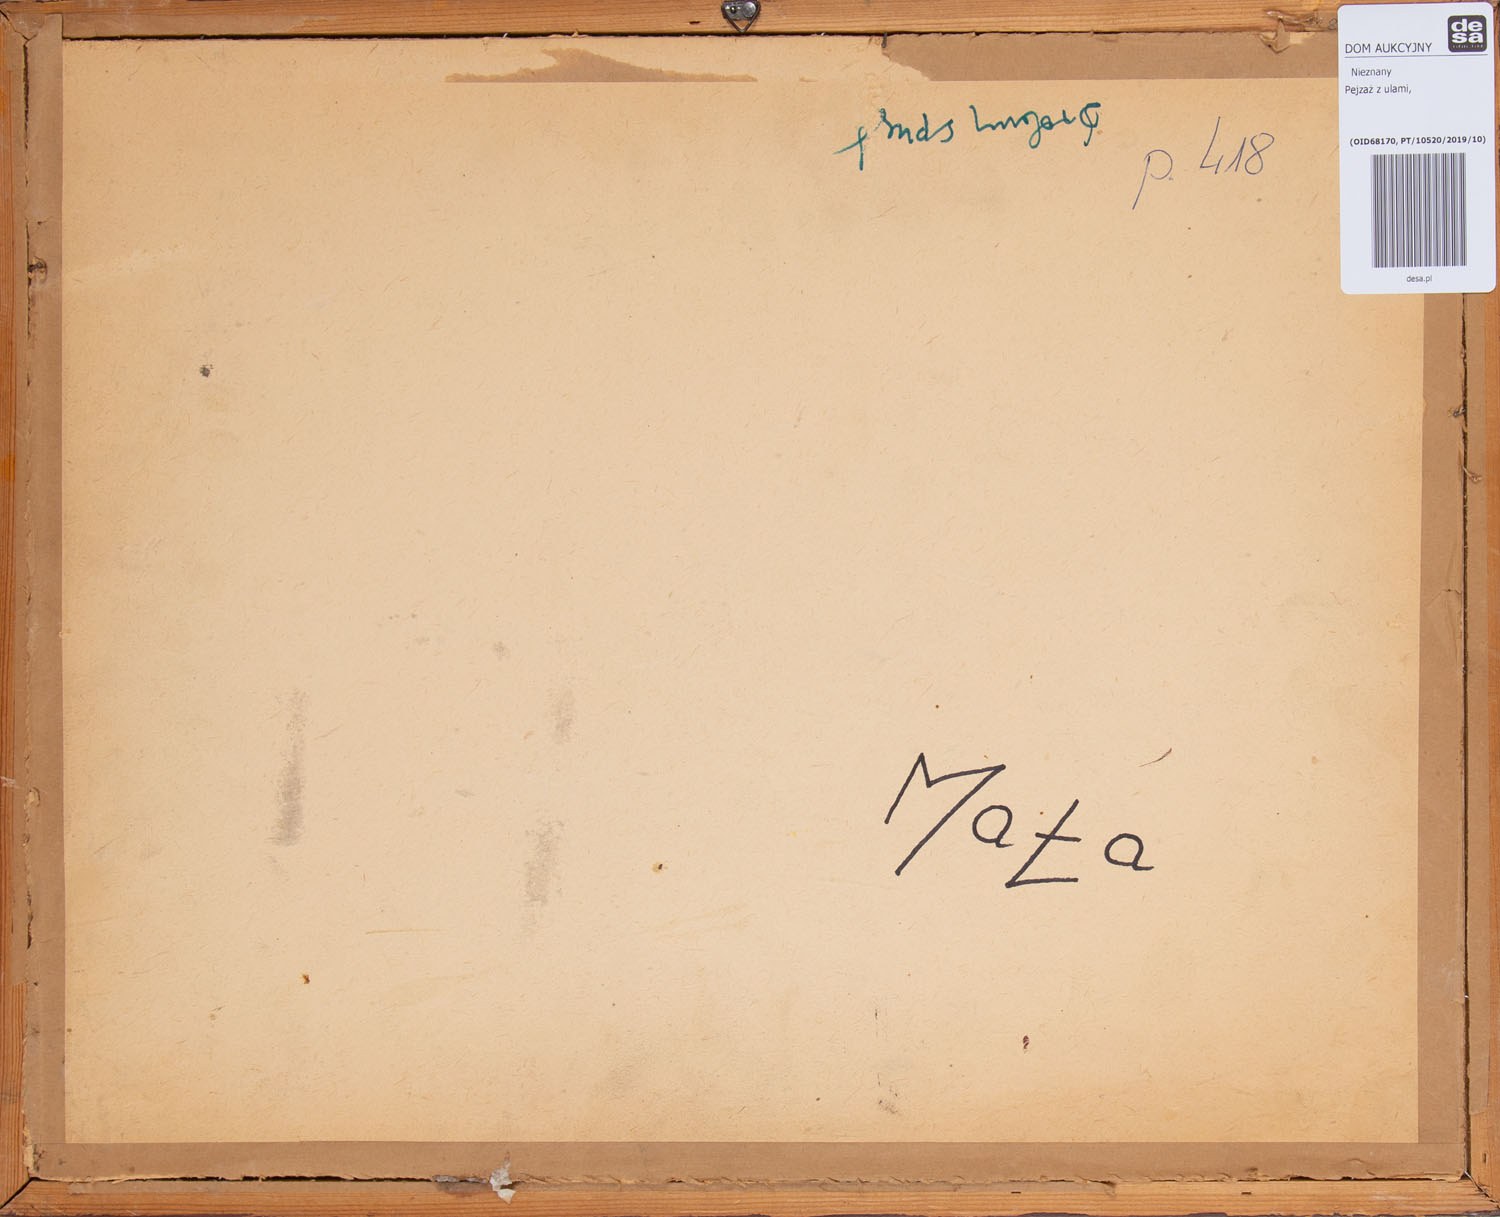 desa
DOM AUKCYJNY
Nieznany
Pejzaż z ulami,
(OID68170, PT/10520/2019/10)
desa.pl
p. 418
Mała